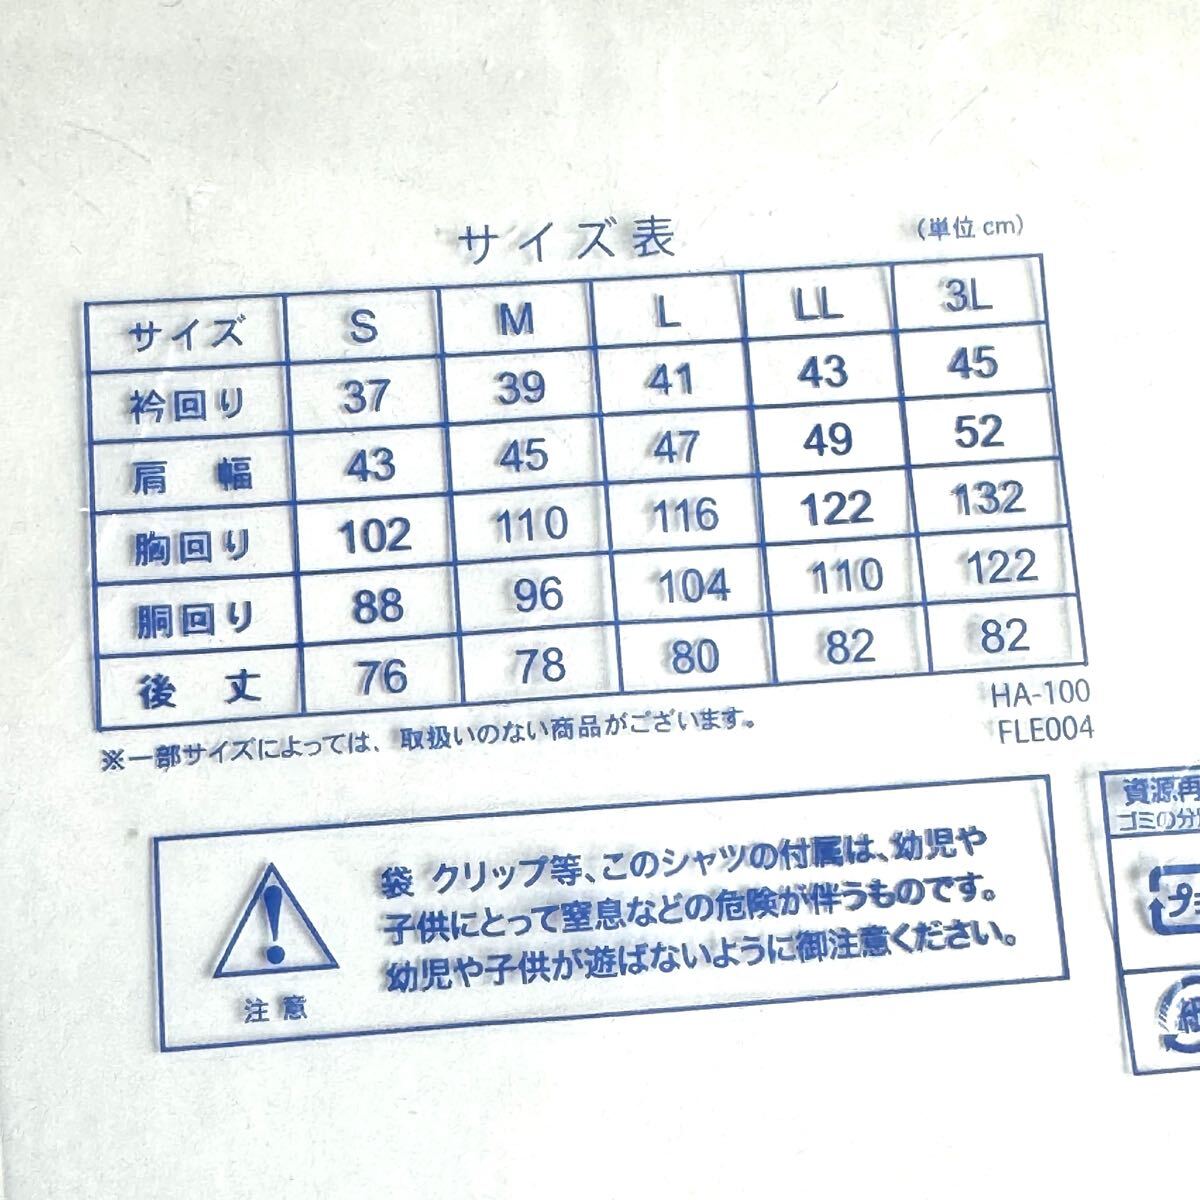 サイズ表
(単位 cm)
サイズ S M L LL 3L
衿回り 37 39 41 43 45
肩幅 43 45 47 49 52
胸回り 102 110 116 122 132
胴回り 88 96 104 110 122
後丈 76 78 80 82 82
※一部サイズによっては、取扱いのない商品がございます。
HA-100
FLE004
袋 クリップ等、このシャツの付属は、幼児や
子供にとって窒息などの危険が伴うものです。
幼児や子供が遊ばないように御注意ください。
注意
資源再
ゴミの分
プ